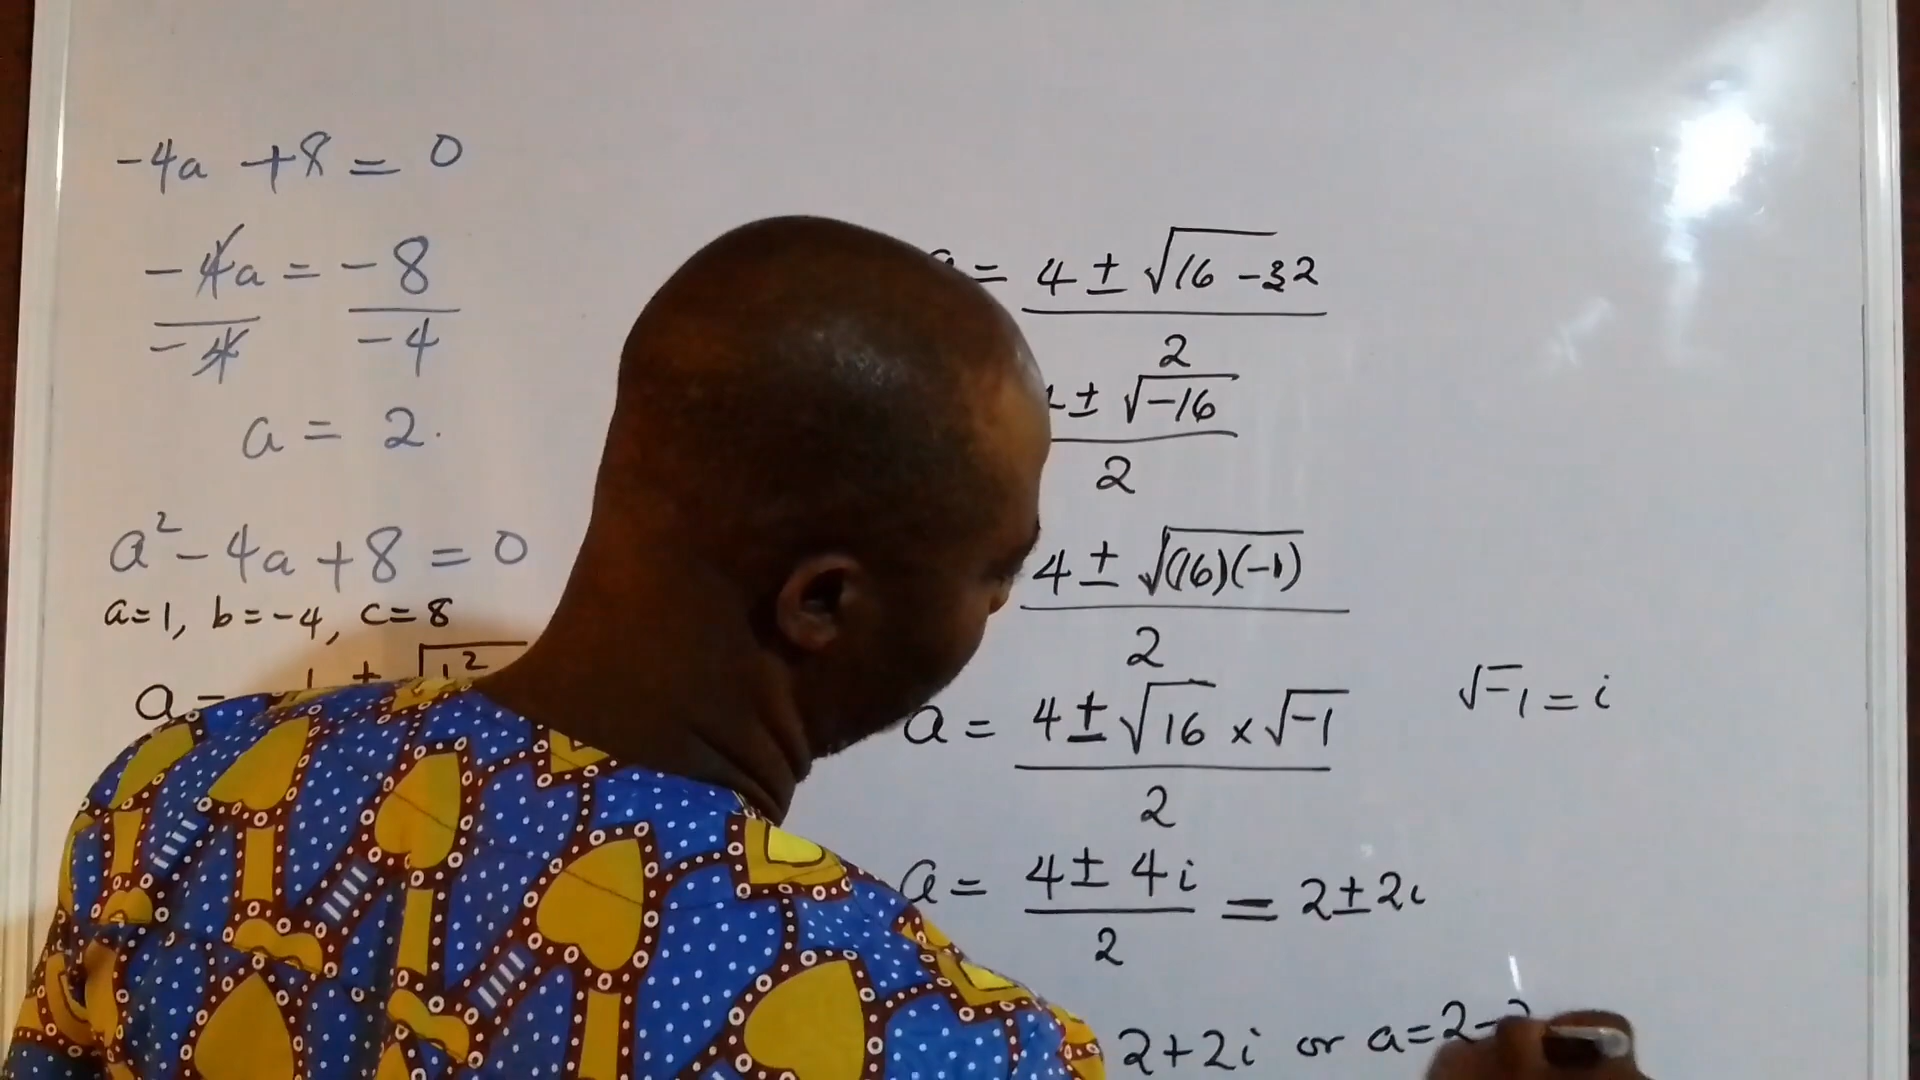 -4a + 8 = 0
-4a = -8
-4 -4
a = 2.
a² - 4a + 8 = 0
a=1, b=-4, c=8
a =
= 4 ± √16 - 32
2
± √-16
2
4 ± √(16)(-1)
2
a = 4 ± √16 × √-1
2
√-1 = i
a = 4 ± 4i = 2 ± 2i
2
2+2i or a=2-